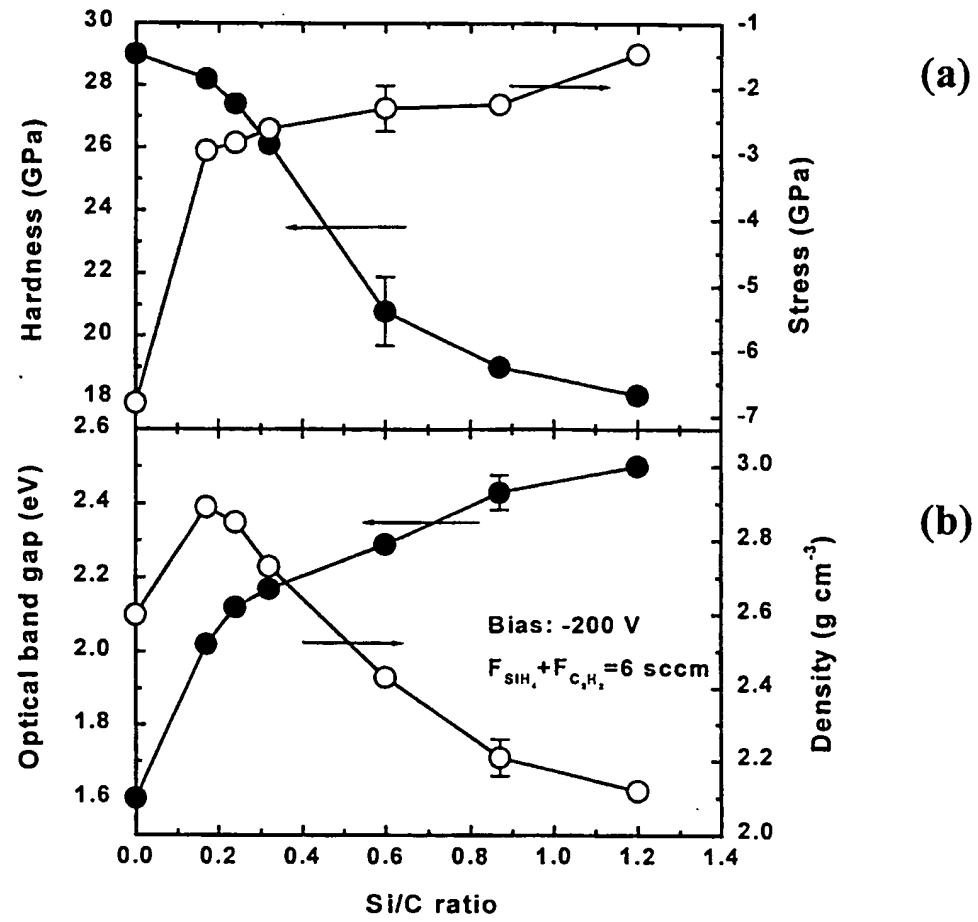 30
28
26
24
22
20
18
Hardness (GPa)
-1
-2
-3
-4
-5
-6
-7
Stress (GPa)
(a)
2.6
2.4
2.2
2.0
1.8
1.6
Optical band gap (eV)
3.0
2.8
2.6
2.4
2.2
2.0
Density (g cm⁻³)
(b)
Bias: -200 V
F_SiH₄+F_C₂H₂=6 sccm
0.0 0.2 0.4 0.6 0.8 1.0 1.2 1.4
Si/C ratio